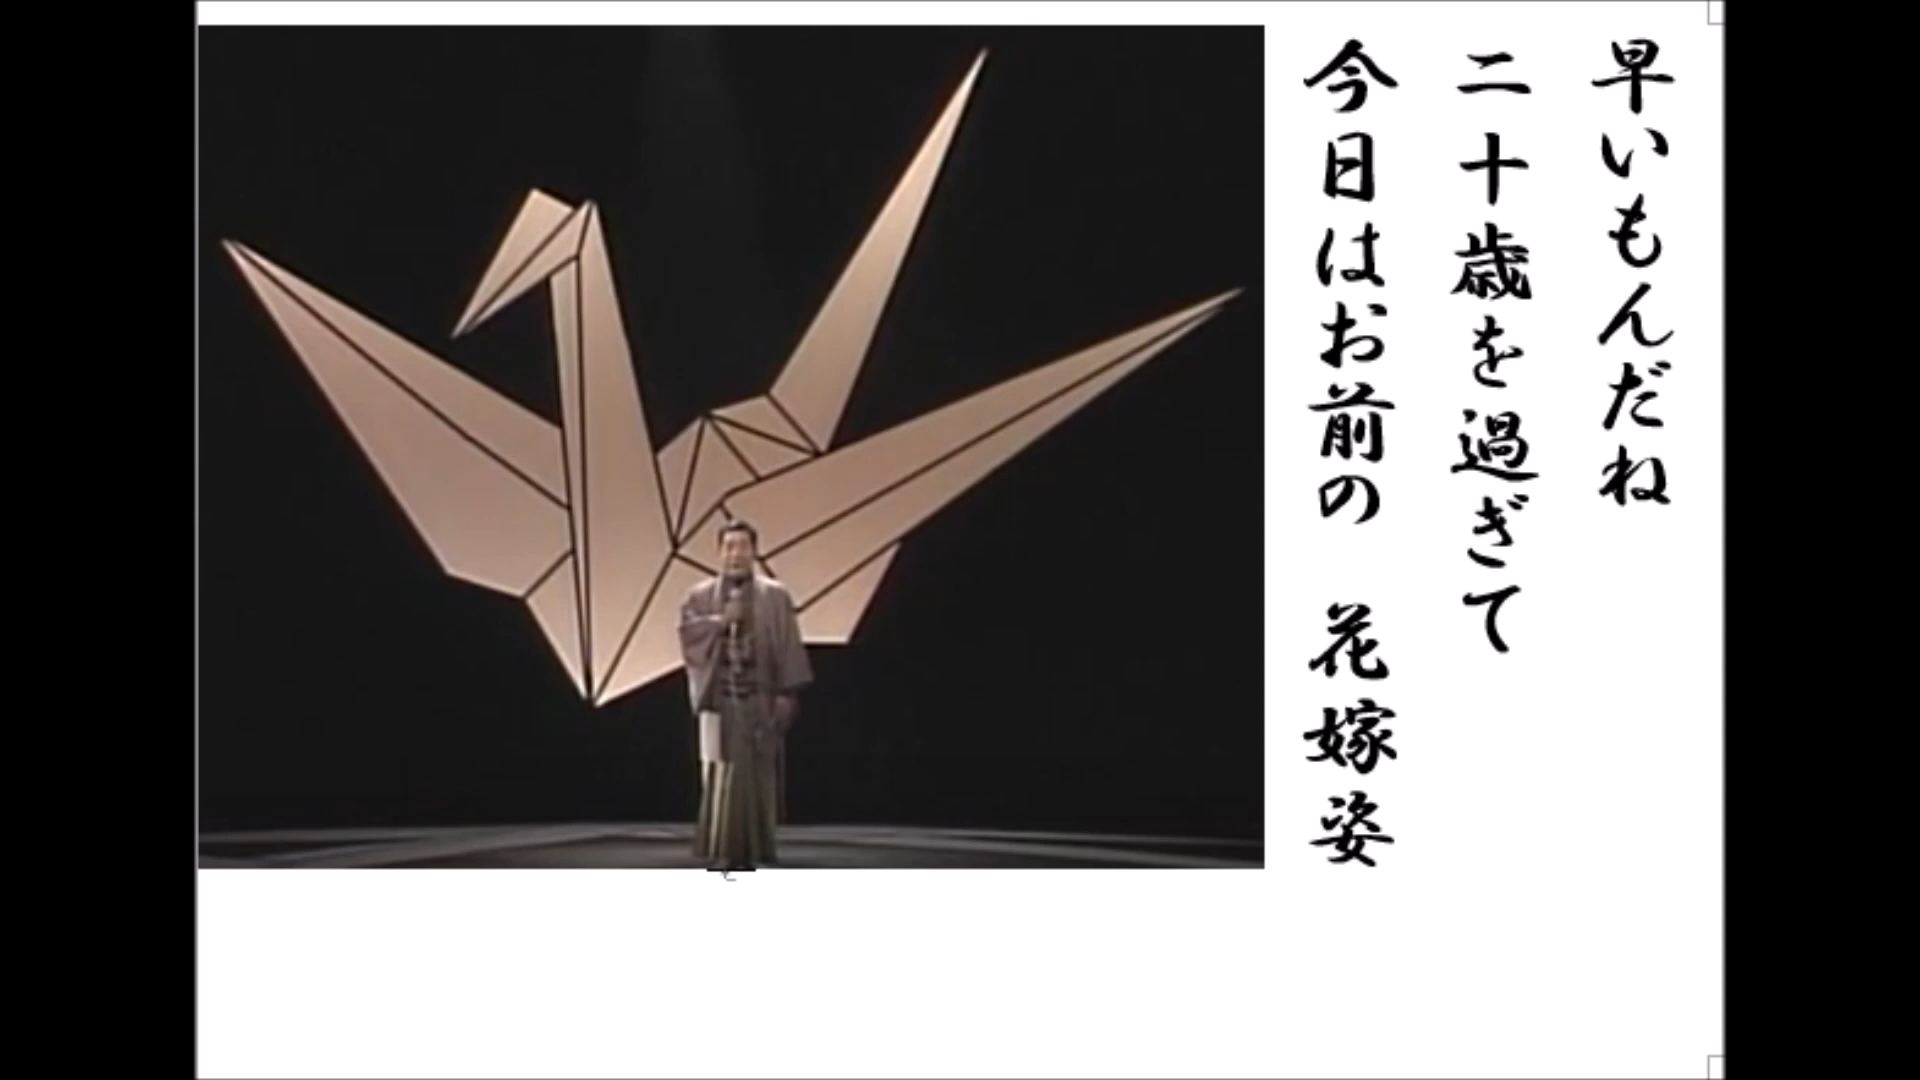 早いもんだね
二十歳を過ぎて
今日はお前の 花嫁姿